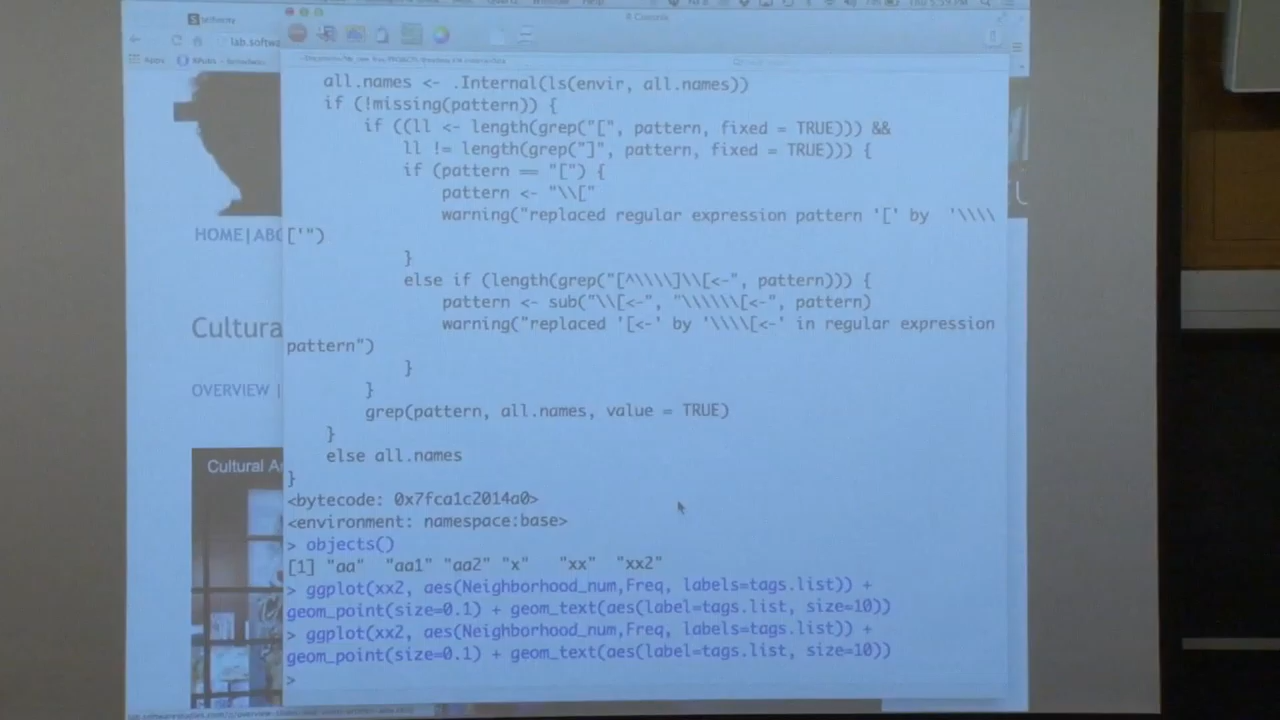 R Console
lab.softw
Apps
all.names <- .Internal(ls(envir, all.names))
if (!missing(pattern)) {
if ((ll <- length(grep("[", pattern, fixed = TRUE))) &&
ll != length(grep("]", pattern, fixed = TRUE))) {
if (pattern == "[") {
pattern <- "\\["
warning("replaced regular expression pattern '[' by  '\\\\
['")
HOME|ABO
}
else if (length(grep("[^\\\\]\\[<-", pattern))) {
pattern <- sub("\\[<-", "\\\\\\[<-", pattern)
warning("replaced '[<-' by '\\\\[<-' in regular expression
pattern")
Cultura
}
}
OVERVIEW |
grep(pattern, all.names, value = TRUE)
}
else all.names
Cultural A
}
<bytecode: 0x7fca1c2014a0>
<environment: namespace:base>
> objects()
[1] "aa"  "aa1" "aa2" "x"   "xx"  "xx2"
> ggplot(xx2, aes(Neighborhood_num,Freq, labels=tags.list)) +
geom_point(size=0.1) + geom_text(aes(label=tags.list, size=10))
> ggplot(xx2, aes(Neighborhood_num,Freq, labels=tags.list)) +
geom_point(size=0.1) + geom_text(aes(label=tags.list, size=10))
>